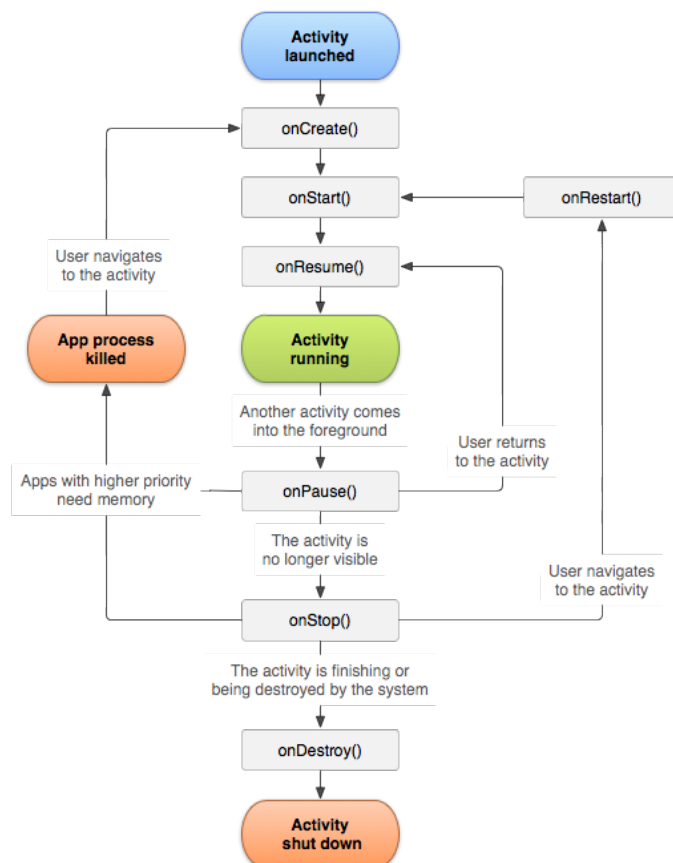 Activity
launched
onCreate()
onStart()
onRestart()
User navigates
to the activity
onResume()
App process
killed
Activity
running
Another activity comes
into the foreground
User returns
to the activity
Apps with higher priority
need memory
onPause()
The activity is
no longer visible
User navigates
to the activity
onStop()
The activity is finishing or
being destroyed by the system
onDestroy()
Activity
shut down